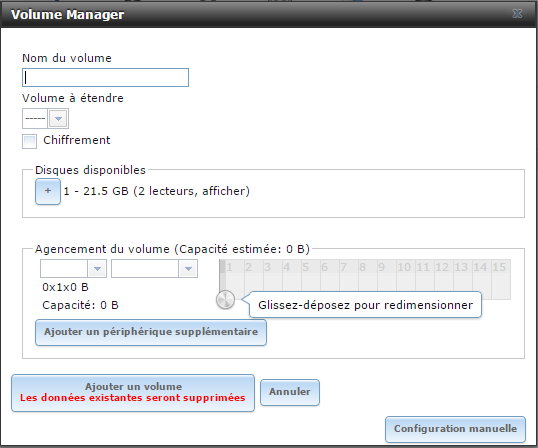 Volume Manager
Nom du volume
Volume à étendre
-----
Chiffrement
Disques disponibles
+ 1 - 21.5 GB (2 lecteurs, afficher)
Agencement du volume (Capacité estimée: 0 B)
1 2 3 4 5 6 7 8 9 10 11 12 13 14 15
0x1x0 B
Capacité: 0 B
Glissez-déposez pour redimensionner
Ajouter un périphérique supplémentaire
Ajouter un volume
Les données existantes seront supprimées
Annuler
Configuration manuelle